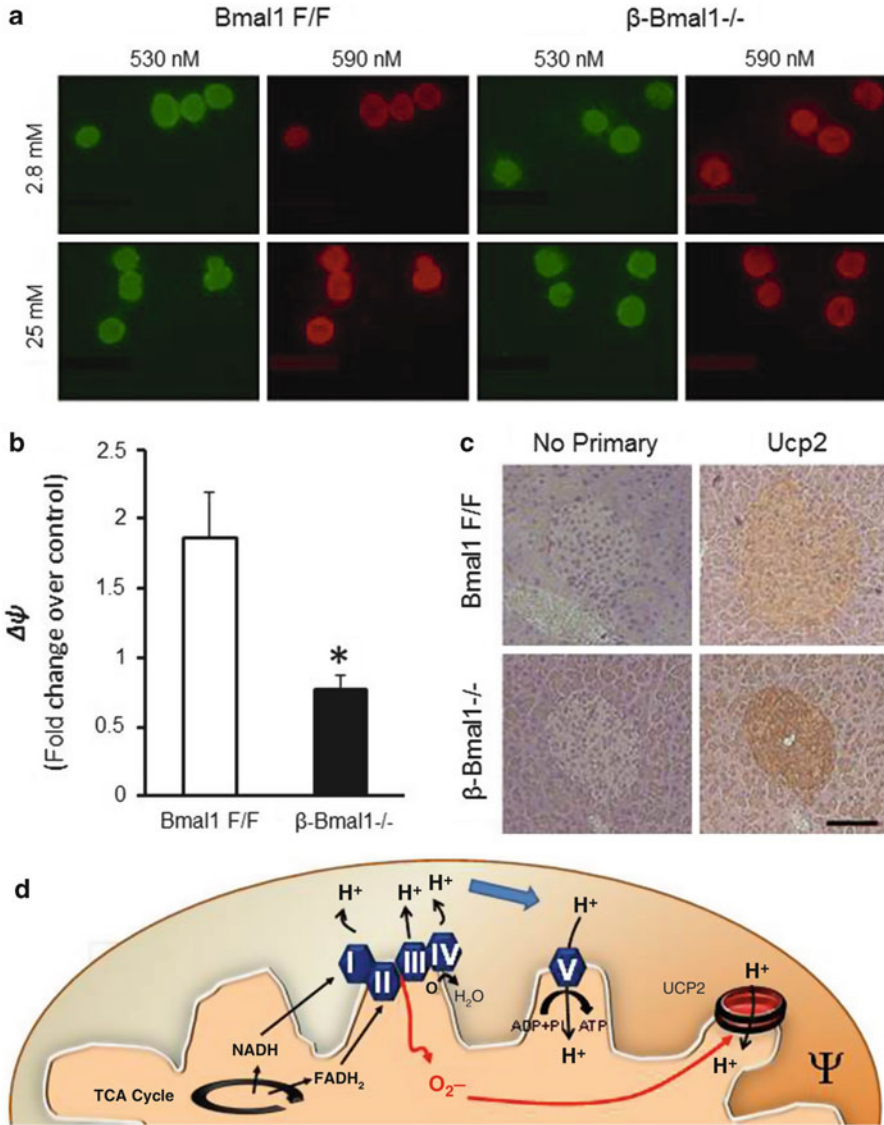 a
Bmal1 F/F
β-Bmal1-/-
530 nM
590 nM
530 nM
590 nM
2.8 mM
25 mM
b
Δψ
(Fold change over control)
2.5
2
1.5
1
0.5
0
*
Bmal1 F/F
β-Bmal1-/-
c
No Primary
Ucp2
Bmal1 F/F
β-Bmal1-/-
d
H+
H+
H+
I
II
III
IV
O
H2O
H+
V
ADP+Pi
ATP
H+
UCP2
H+
H+
NADH
FADH2
TCA Cycle
O2−
Ψ